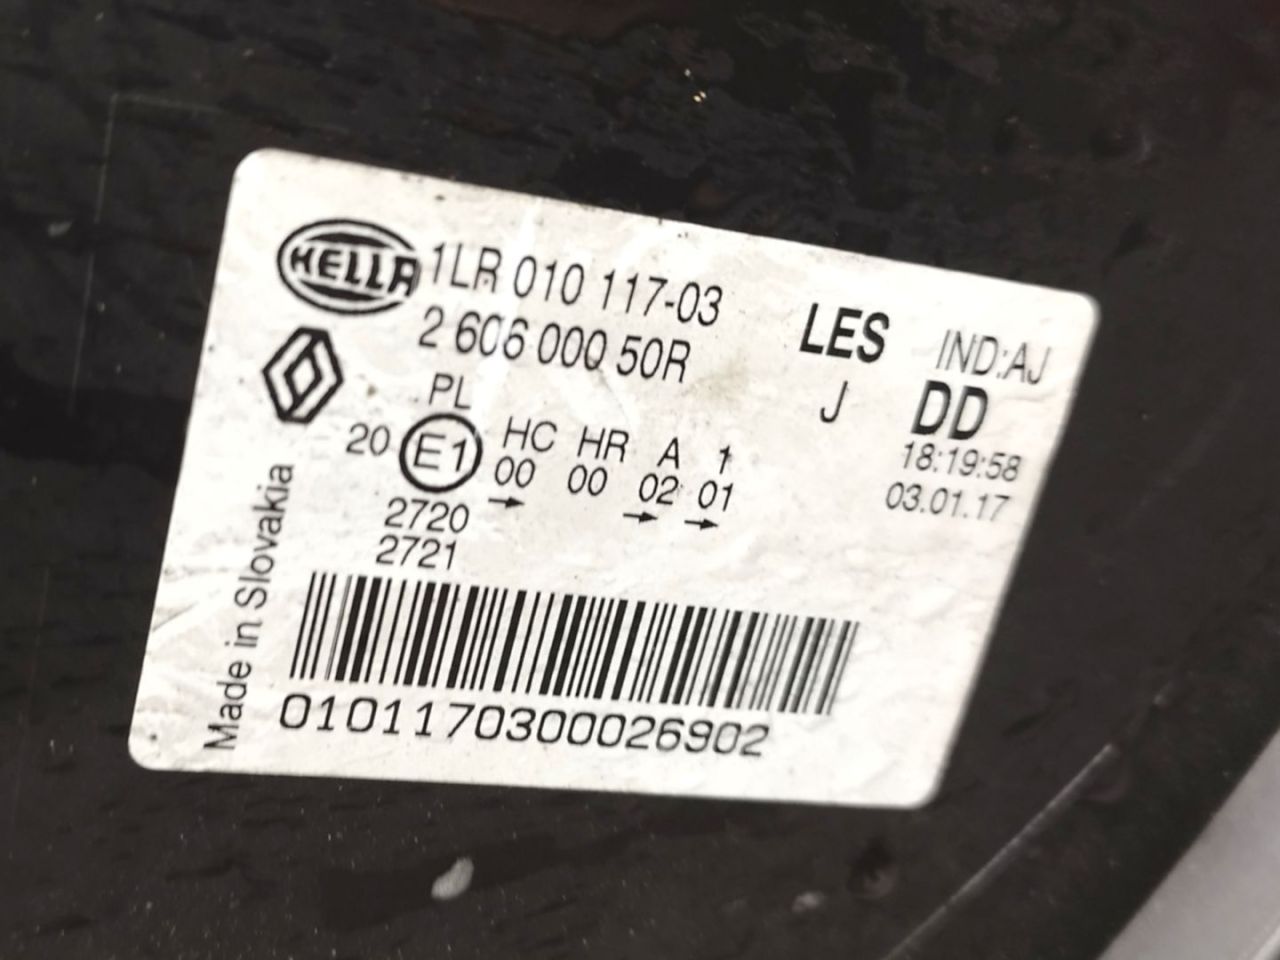 HELLA 1LR 010 117-03
2 606 000 50R
LES IND:AJ
J DD
18:19:58
03.01.17
PL
20 E1 HC HR A 1
00 00 02 01
→ → →
2720
2721
Made in Slovakia
0101170300026902